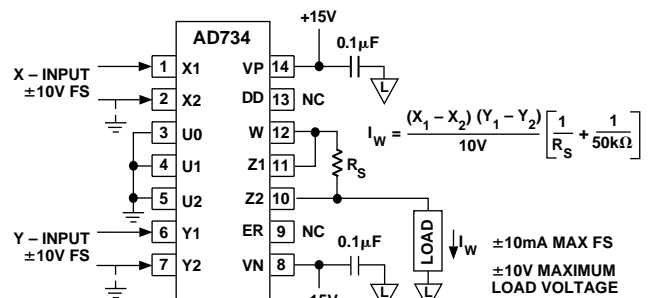 +15V
AD734
0.1µF
X – INPUT
±10V FS
1 X1 VP 14
L
2 X2 DD 13 NC
3 U0 W 12
I_W = (X_1 – X_2) (Y_1 – Y_2) / 10V [1 / R_S + 1 / 50kΩ]
4 U1 Z1 11
R_S
5 U2 Z2 10
Y – INPUT
±10V FS
6 Y1 ER 9 NC
LOAD
I_W
±10mA MAX FS
0.1µF
7 Y2 VN 8
L
L
±10V MAXIMUM
LOAD VOLTAGE
–15V